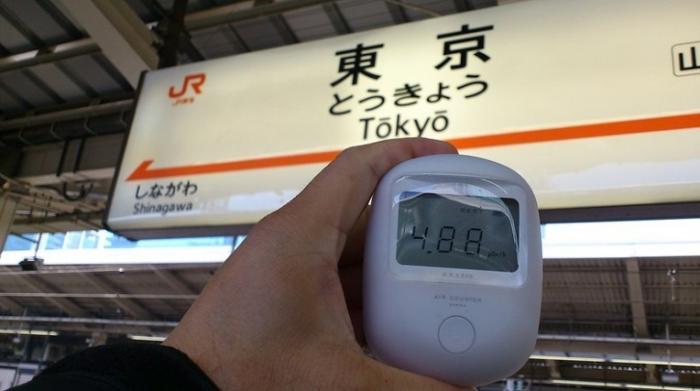 JR
東京
とうきょう
Tōkyō
山
しながわ
Shinagawa
4.88
μSv/h
AIR COUNTER